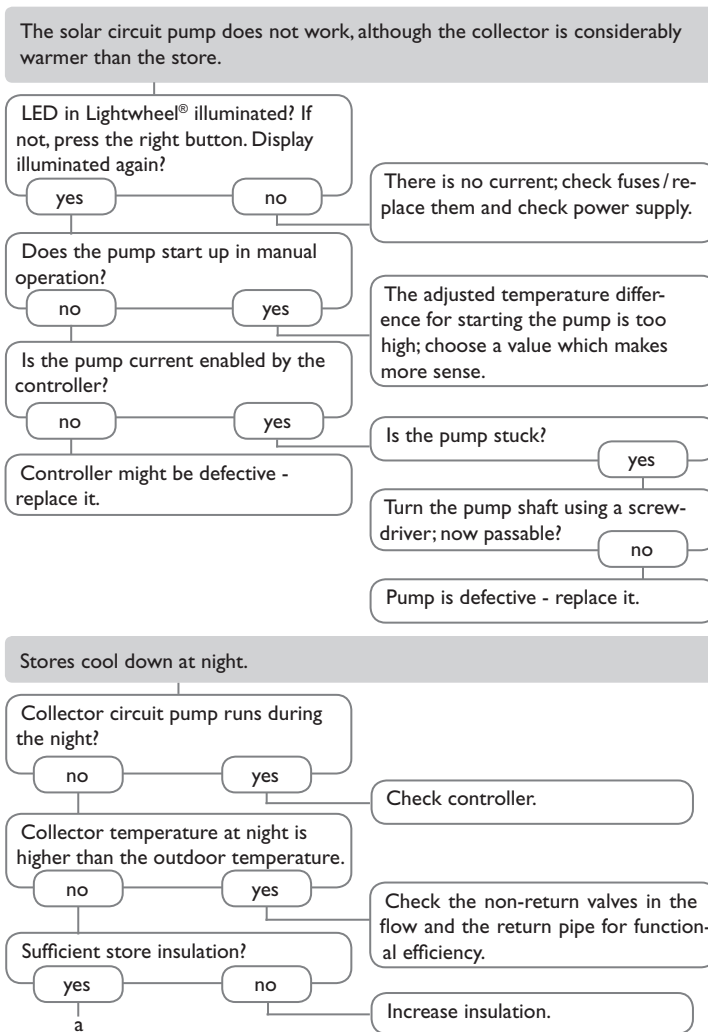 The solar circuit pump does not work, although the collector is considerably
warmer than the store.
LED in Lightwheel® illuminated? If
not, press the right button. Display
illuminated again?
yes
no
There is no current; check fuses / re-
place them and check power supply.
Does the pump start up in manual
operation?
no
yes
The adjusted temperature differ-
ence for starting the pump is too
high; choose a value which makes
more sense.
Is the pump current enabled by the
controller?
no
yes
Is the pump stuck?
yes
Controller might be defective -
replace it.
Turn the pump shaft using a screw-
driver; now passable?
no
Pump is defective - replace it.
Stores cool down at night.
Collector circuit pump runs during
the night?
no
yes
Check controller.
Collector temperature at night is
higher than the outdoor temperature.
no
yes
Check the non-return valves in the
flow and the return pipe for function-
al efficiency.
Sufficient store insulation?
yes
no
Increase insulation.
a